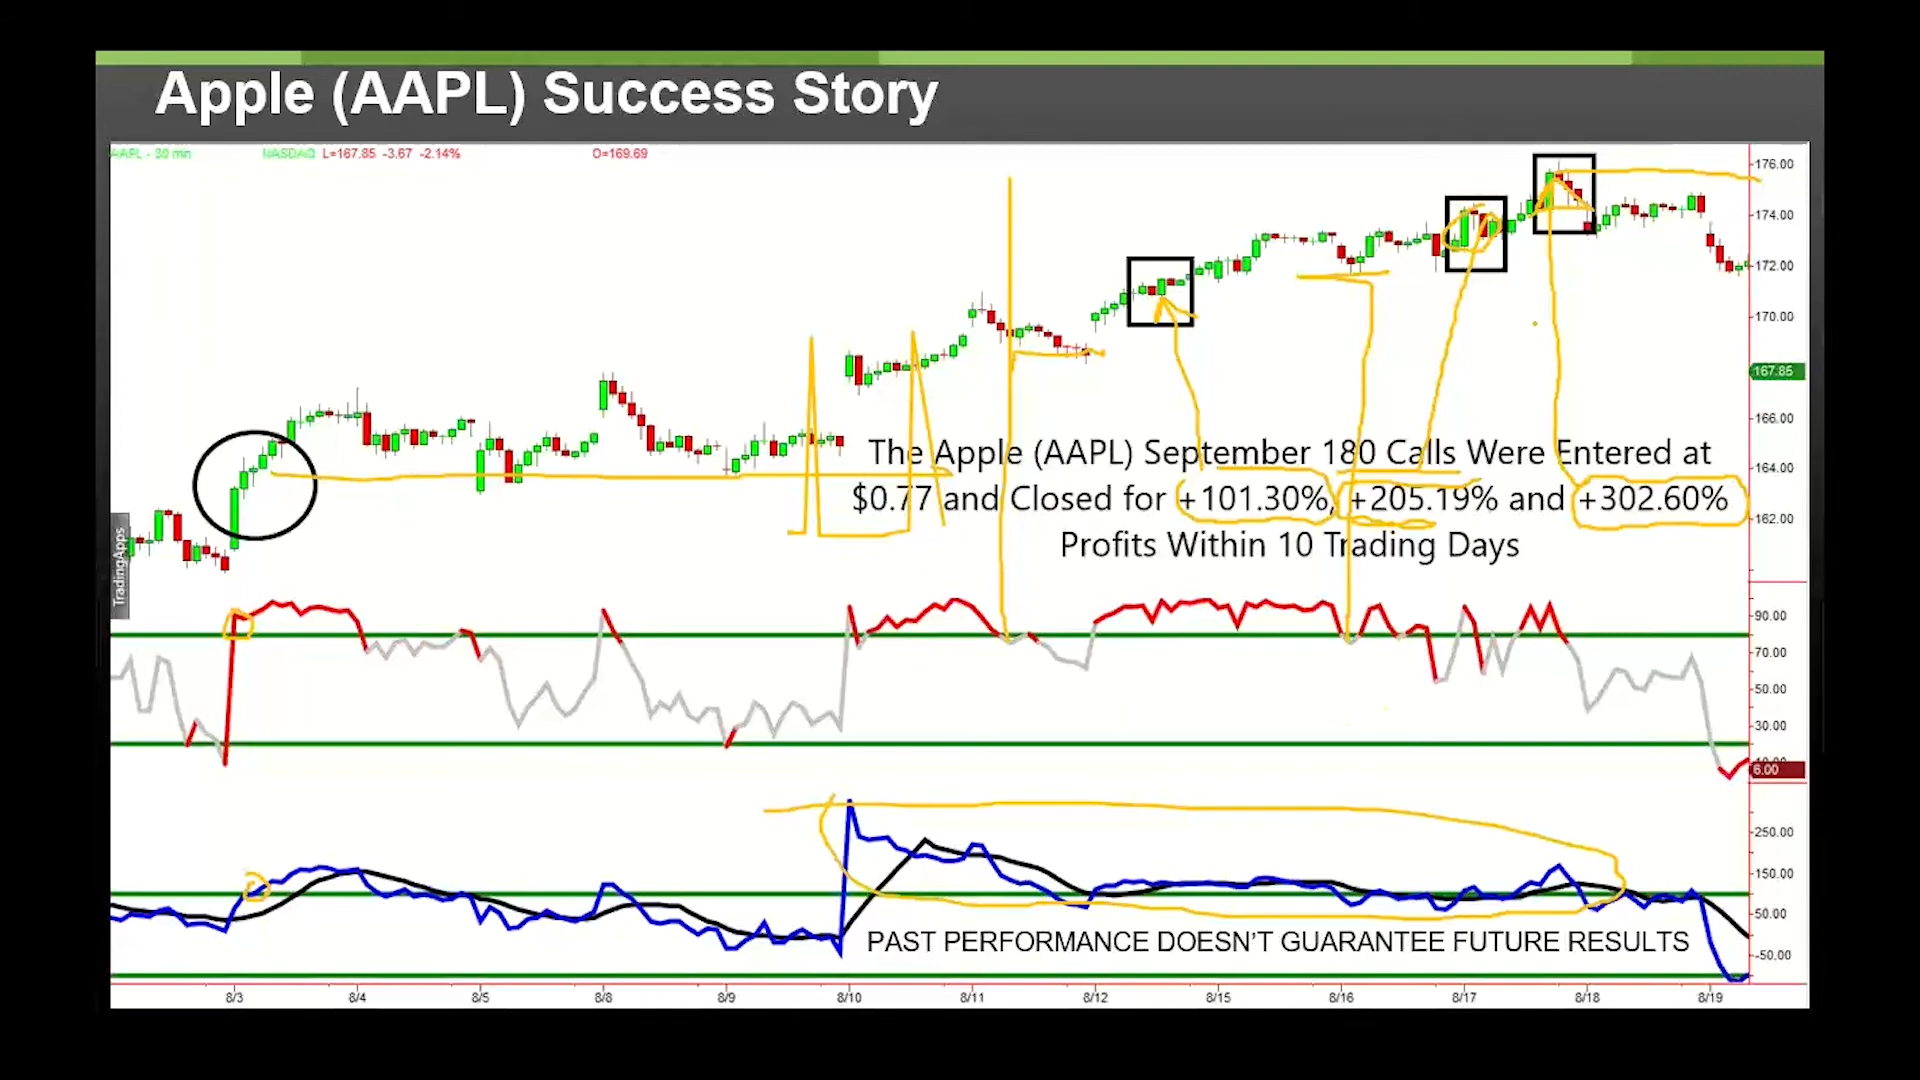 Apple (AAPL) Success Story
AAPL - 30 min NASDAQ L=167.85 -3.67 -2.14% O=169.69
176.00
174.00
172.00
170.00
167.85
166.00
164.00
162.00
The Apple (AAPL) September 180 Calls Were Entered at
$0.77 and Closed for +101.30%, +205.19% and +302.60%
Profits Within 10 Trading Days
TradingApps
90.00
70.00
50.00
30.00
6.00
250.00
150.00
50.00
-50.00
PAST PERFORMANCE DOESN'T GUARANTEE FUTURE RESULTS
8/3 8/4 8/5 8/8 8/9 8/10 8/11 8/12 8/15 8/16 8/17 8/18 8/19